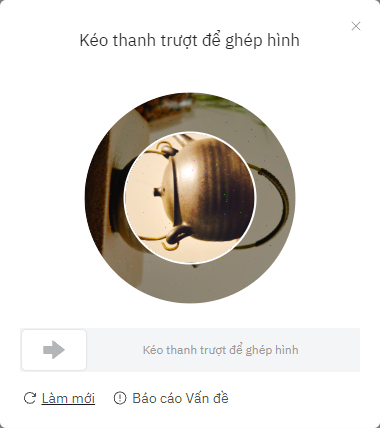 Kéo thanh trượt để ghép hình
Kéo thanh trượt để ghép hình
Làm mới
Báo cáo Vấn đề